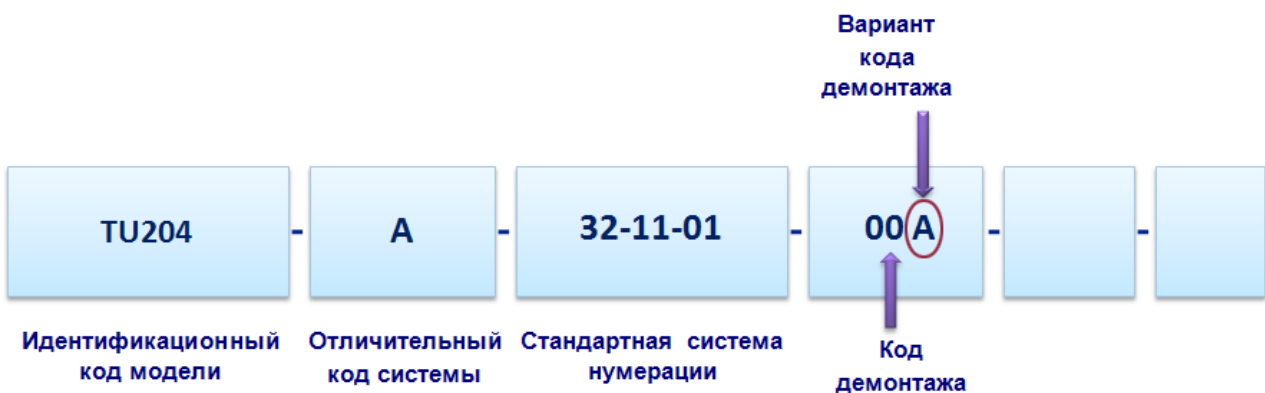 Вариант
кода
демонтажа
TU204 - A - 32-11-01 - 00A - -
Идентификационный
код модели
Отличительный
код системы
Стандартная система
нумерации
Код
демонтажа